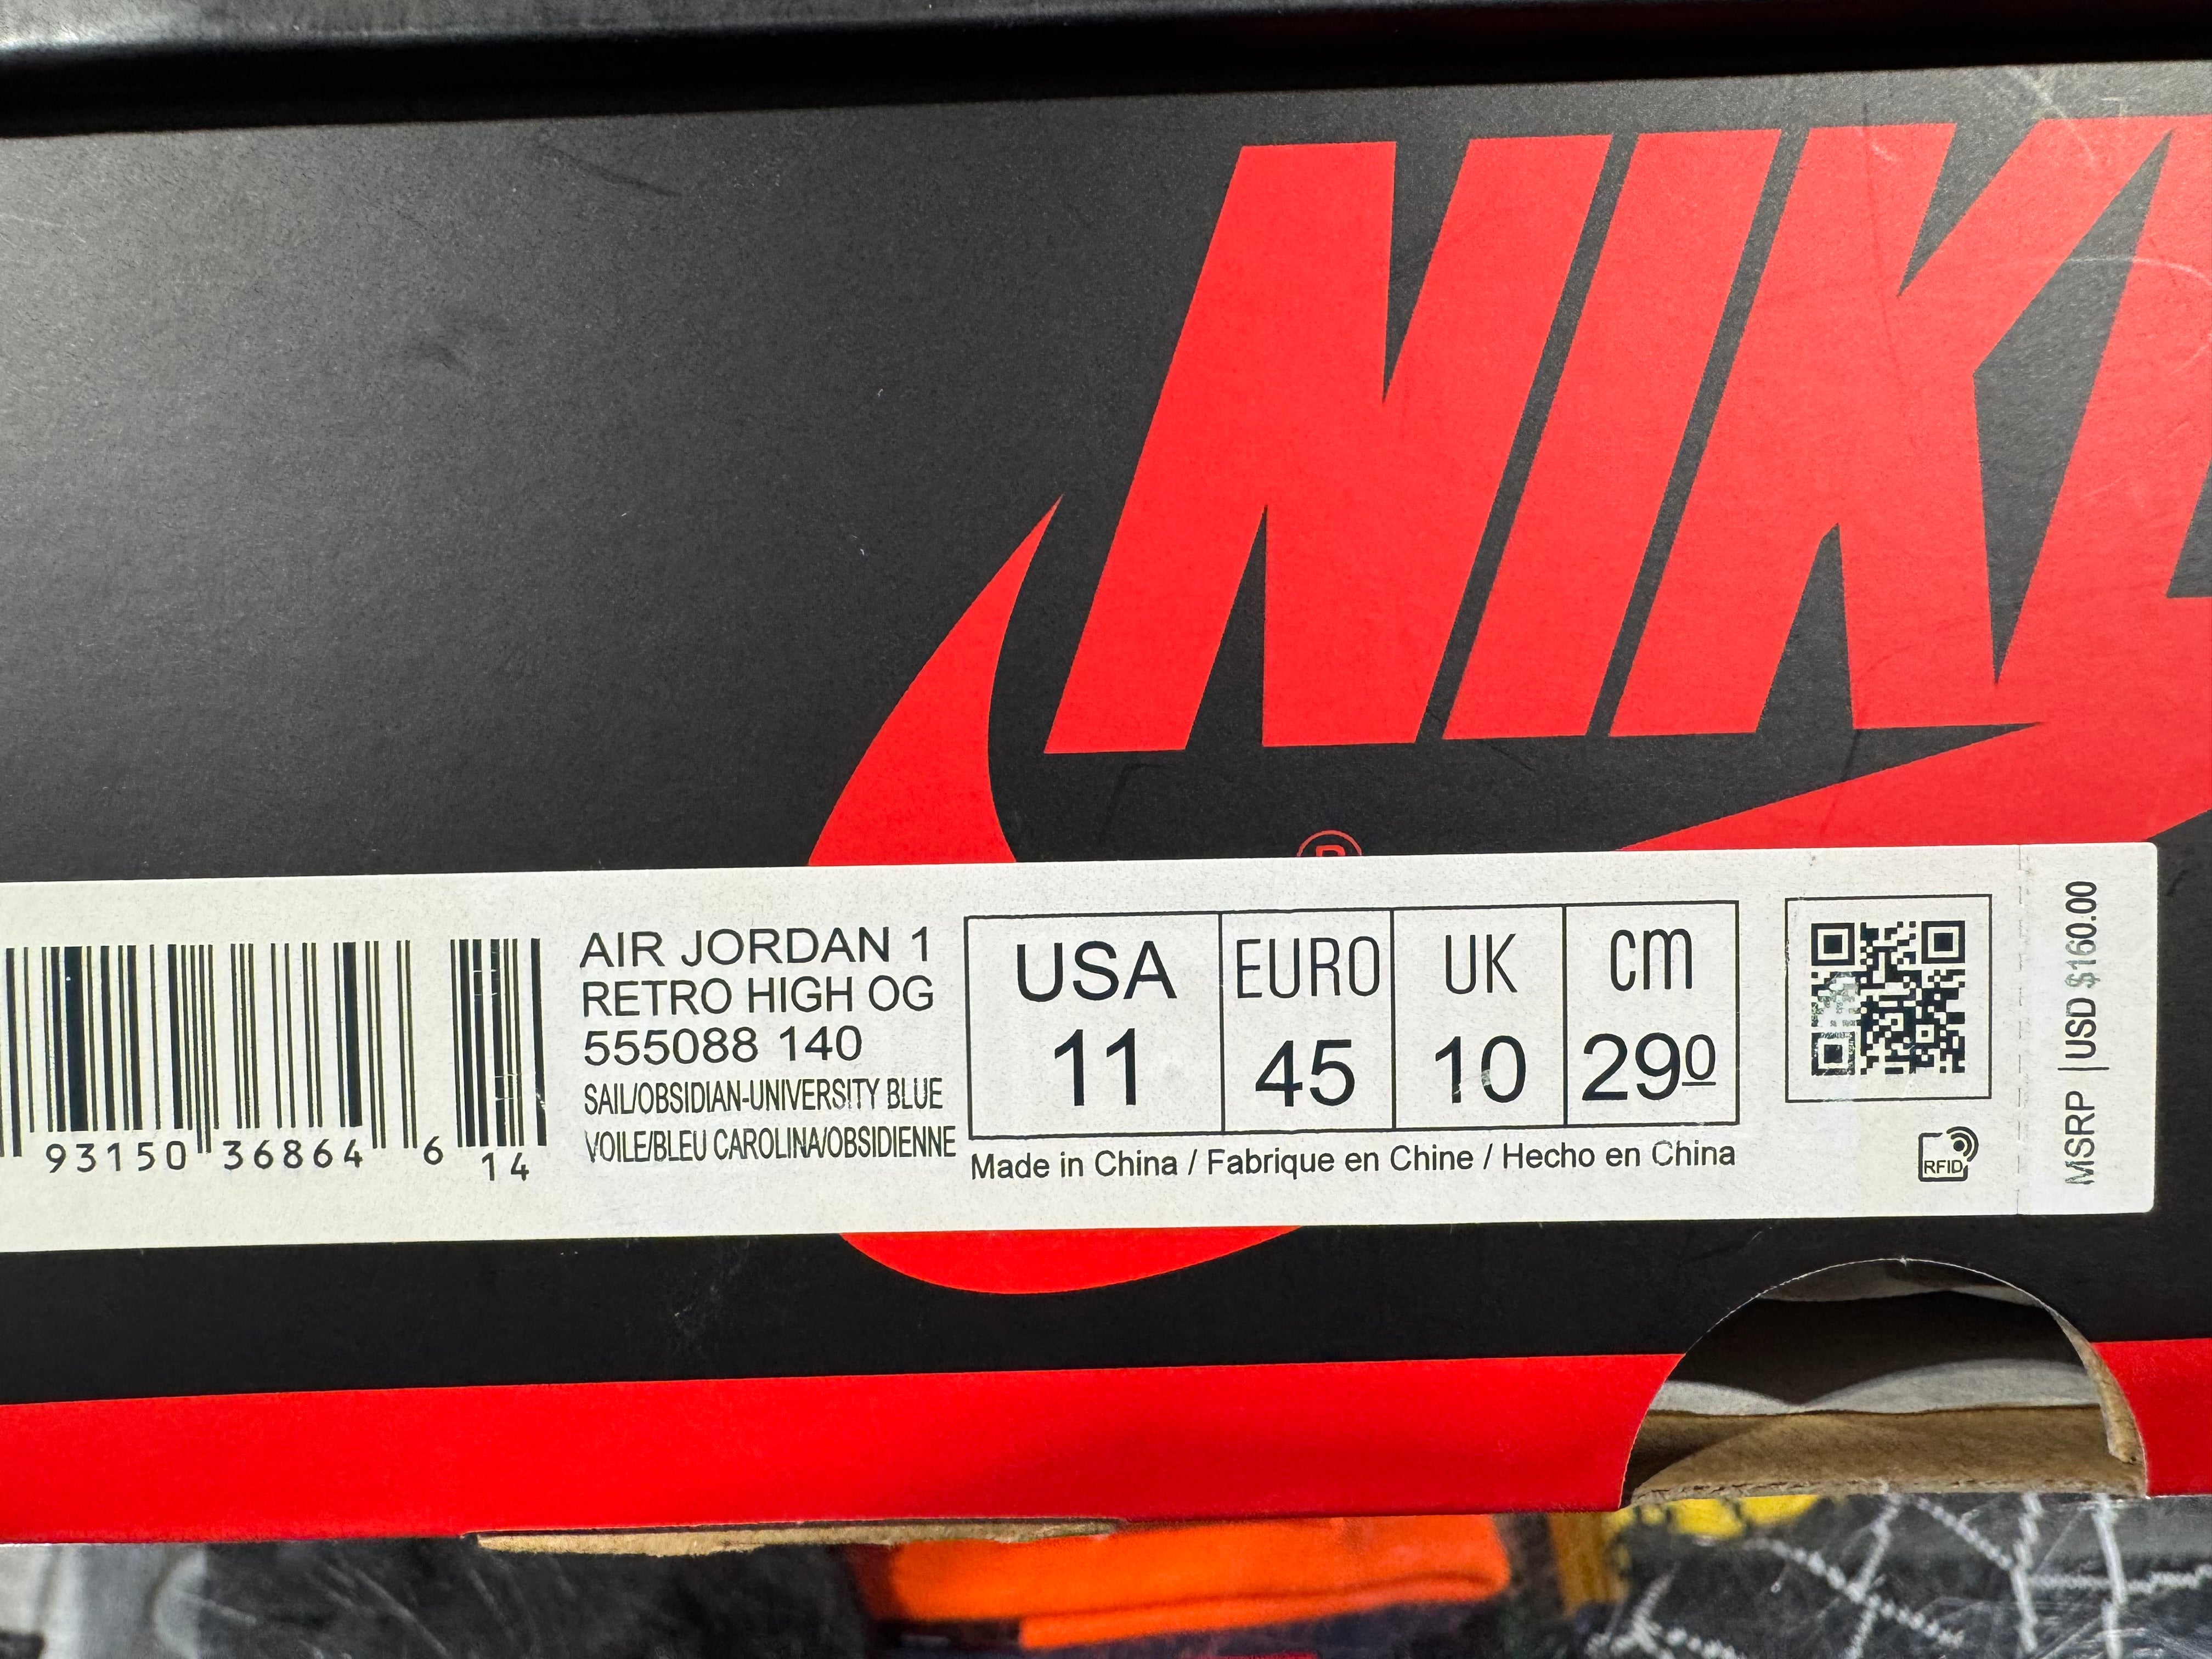 NIKE
®
AIR JORDAN 1
RETRO HIGH OG
555088 140
SAIL/OBSIDIAN-UNIVERSITY BLUE
VOILE/BLEU CAROLINA/OBSIDIENNE
93150 36864 6 14
USA EURO UK cm
11 45 10 290
Made in China / Fabrique en Chine / Hecho en China
RFID
MSRP | USD $160.00